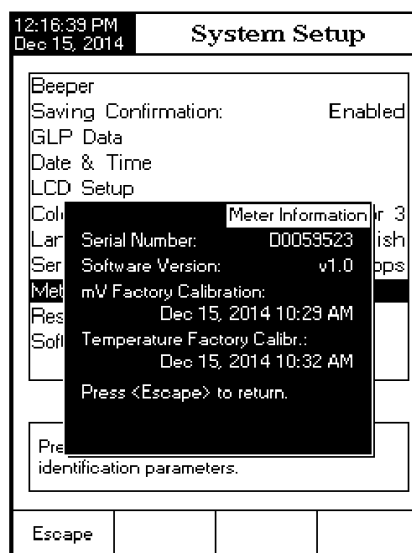 12:16:39 PM
Dec 15, 2014
System Setup
Beeper
Saving Confirmation: Enabled
GLP Data
Date & Time
LCD Setup
3
Meter Information
Serial Number: D0059523
Software Version: v1.0
mV Factory Calibration:
Dec 15, 2014 10:29 AM
Temperature Factory Calibr.:
Dec 15, 2014 10:32 AM
Press <Escape> to return.
identification parameters.
Escape